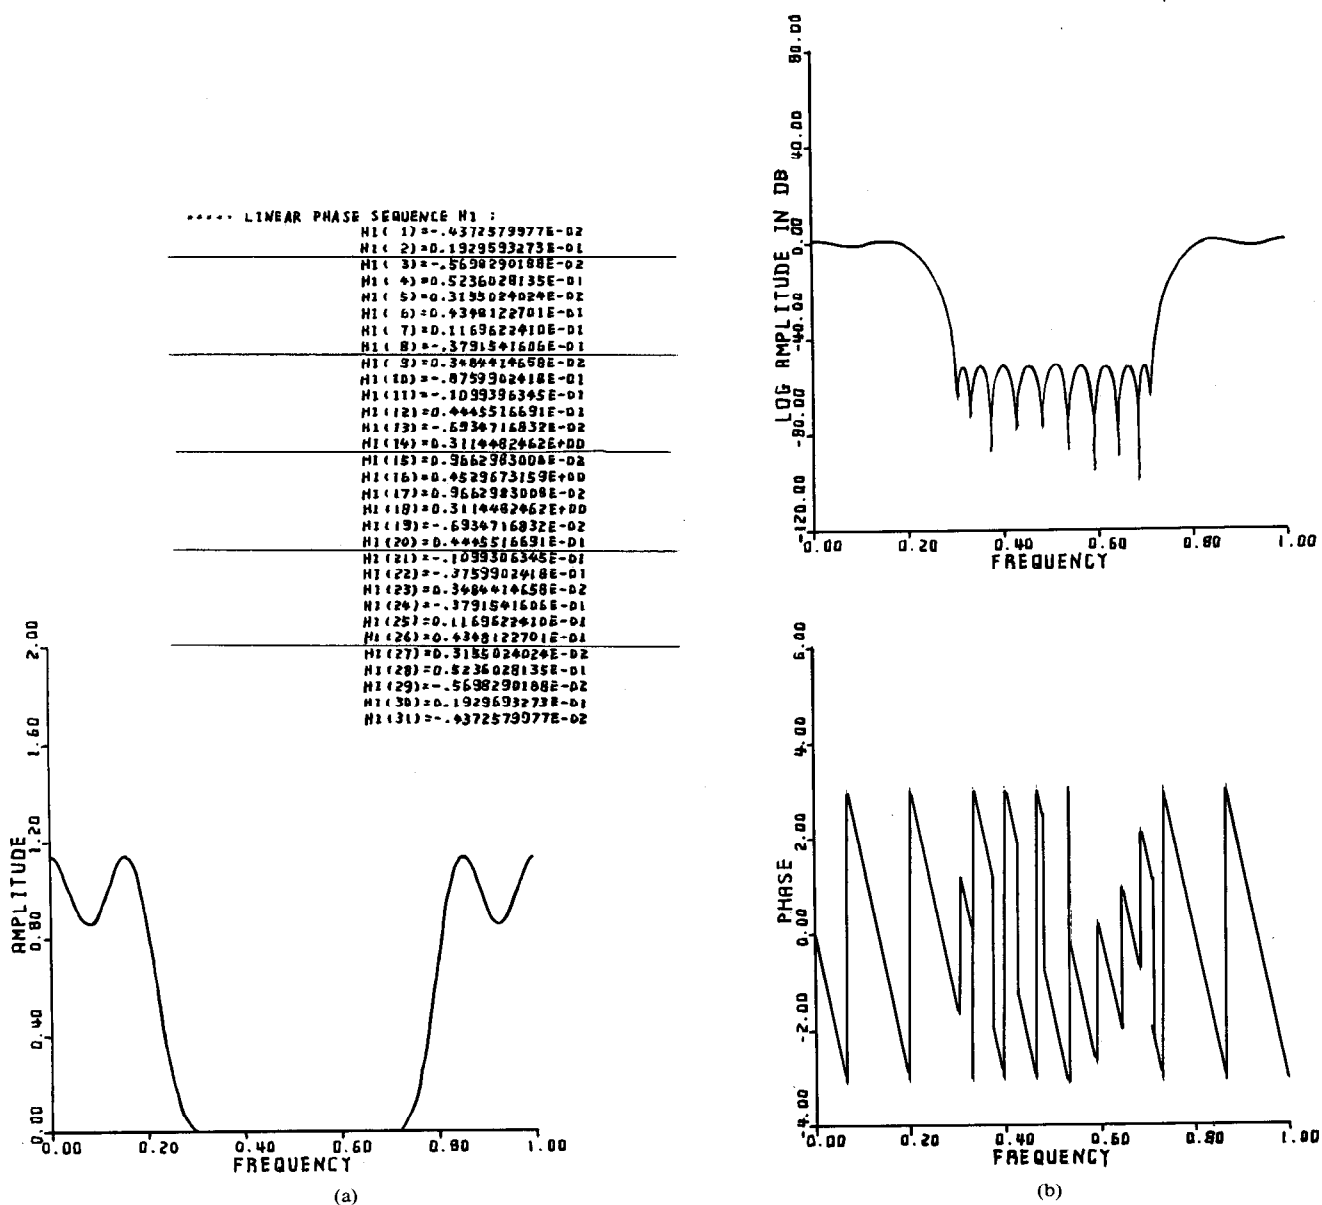 ..... LINEAR PHASE SEQUENCE H1 :
H1( 1)=-.4372579977E-02
H1( 2)=0.1929693273E-01
H1( 3)=-.5698290188E-02
H1( 4)=0.5236028135E-01
H1( 5)=0.3155024024E-02
H1( 6)=0.4348122701E-01
H1( 7)=0.1169622410E-01
H1( 8)=-.3791541606E-01
H1( 9)=0.3484414658E-02
H1(10)=-.8759902418E-01
H1(11)=-.1099396345E-01
H1(12)=0.4445516691E-01
H1(13)=-.6934716832E-02
H1(14)=0.3114482462E+00
H1(15)=0.9662983008E-02
H1(16)=0.4529673159E+00
H1(17)=0.9662983008E-02
H1(18)=0.3114482462E+00
H1(19)=-.6934716832E-02
H1(20)=0.4445516691E-01
H1(21)=-.1099306345E-01
H1(22)=-.3759902418E-01
H1(23)=0.3484414658E-02
H1(24)=-.3791541606E-01
H1(25)=0.1169622410E-01
H1(26)=0.4348122701E-01
H1(27)=0.3155024024E-02
H1(28)=0.5236028135E-01
H1(29)=-.5698290188E-02
H1(30)=0.1929693273E-01
H1(31)=-.4372579977E-02
2.00
1.60
1.20
0.80
0.40
0.00
AMPLITUDE
0.00 0.20 0.40 0.60 0.80 1.00
FREQUENCY
(a)
80.00
40.00
0.00
-40.00
-80.00
-120.00
LOG AMPLITUDE IN DB
0.00 0.20 0.40 0.60 0.80 1.00
FREQUENCY
6.00
4.00
2.00
0.00
-2.00
-4.00
PHASE
0.00 0.20 0.40 0.60 0.80 1.00
FREQUENCY
(b)